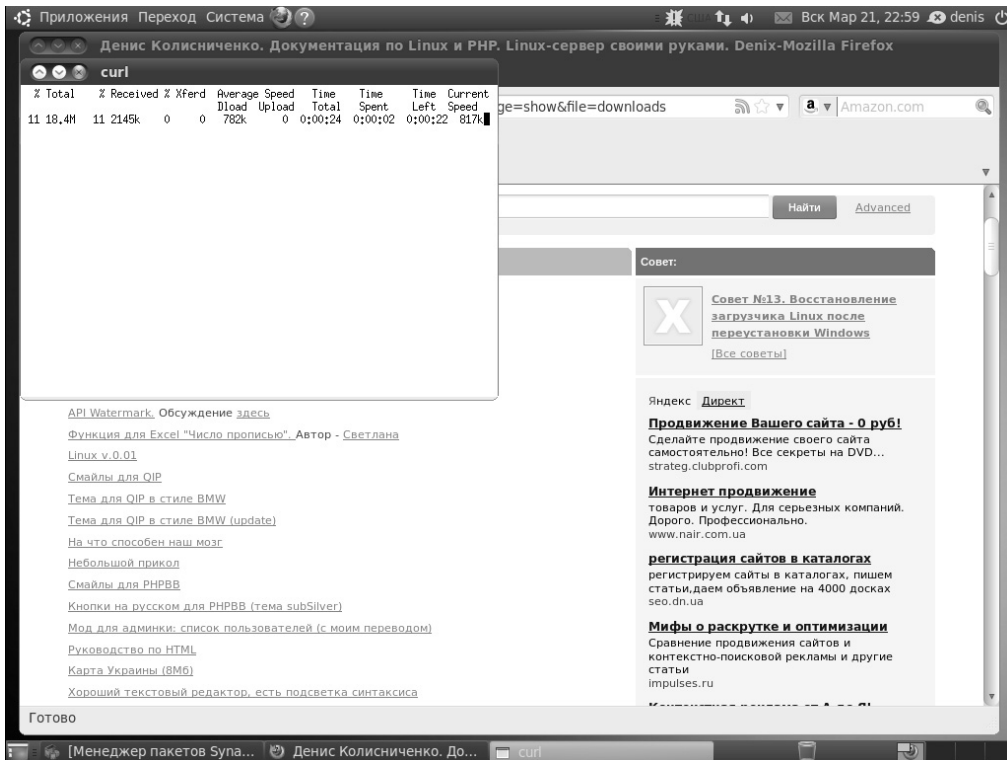 Приложения Переход Система
США
Вск Мар 21, 22:59
denis
Денис Колисниченко. Документация по Linux и PHP. Linux-сервер своими руками. Denix-Mozilla Firefox
curl
% Total % Received % Xferd Average Speed Time Time Time Current
Dload Upload Total Spent Left Speed
11 18,4M 11 2145k 0 0 782k 0 0:00:24 0:00:02 0:00:22 817k
ge=show&file=downloads
Amazon.com
Найти
Advanced
Совет:
Совет №13. Восстановление
загрузчика Linux после
переустановки Windows
[Все советы]
API Watermark. Обсуждение здесь
Функция для Excel "Число прописью". Автор - Светлана
Linux v.0.01
Смайлы для QIP
Тема для QIP в стиле BMW
Тема для QIP в стиле BMW (update)
На что способен наш мозг
Небольшой прикол
Смайлы для PHPBB
Кнопки на русском для PHPBB (тема subSilver)
Мод для админки: список пользователей (с моим переводом)
Руководство по HTML
Карта Украины (8Мб)
Хороший текстовый редактор, есть подсветка синтаксиса
Яндекс Директ
Продвижение Вашего сайта - 0 руб!
Сделайте продвижение своего сайта
самостоятельно! Все секреты на DVD...
strateg.clubprofi.com
Интернет продвижение
товаров и услуг. Для серьезных компаний.
Дорого. Профессионально.
www.nair.com.ua
регистрация сайтов в каталогах
регистрируем сайты в каталогах, пишем
статьи,даем объявление на 4000 досках
seo.dn.ua
Мифы о раскрутке и оптимизации
Сравнение продвижения сайтов и
контекстно-поисковой рекламы и другие
статьи
impulses.ru
Готово
[Менеджер пакетов Syna...
Денис Колисниченко. До...
curl